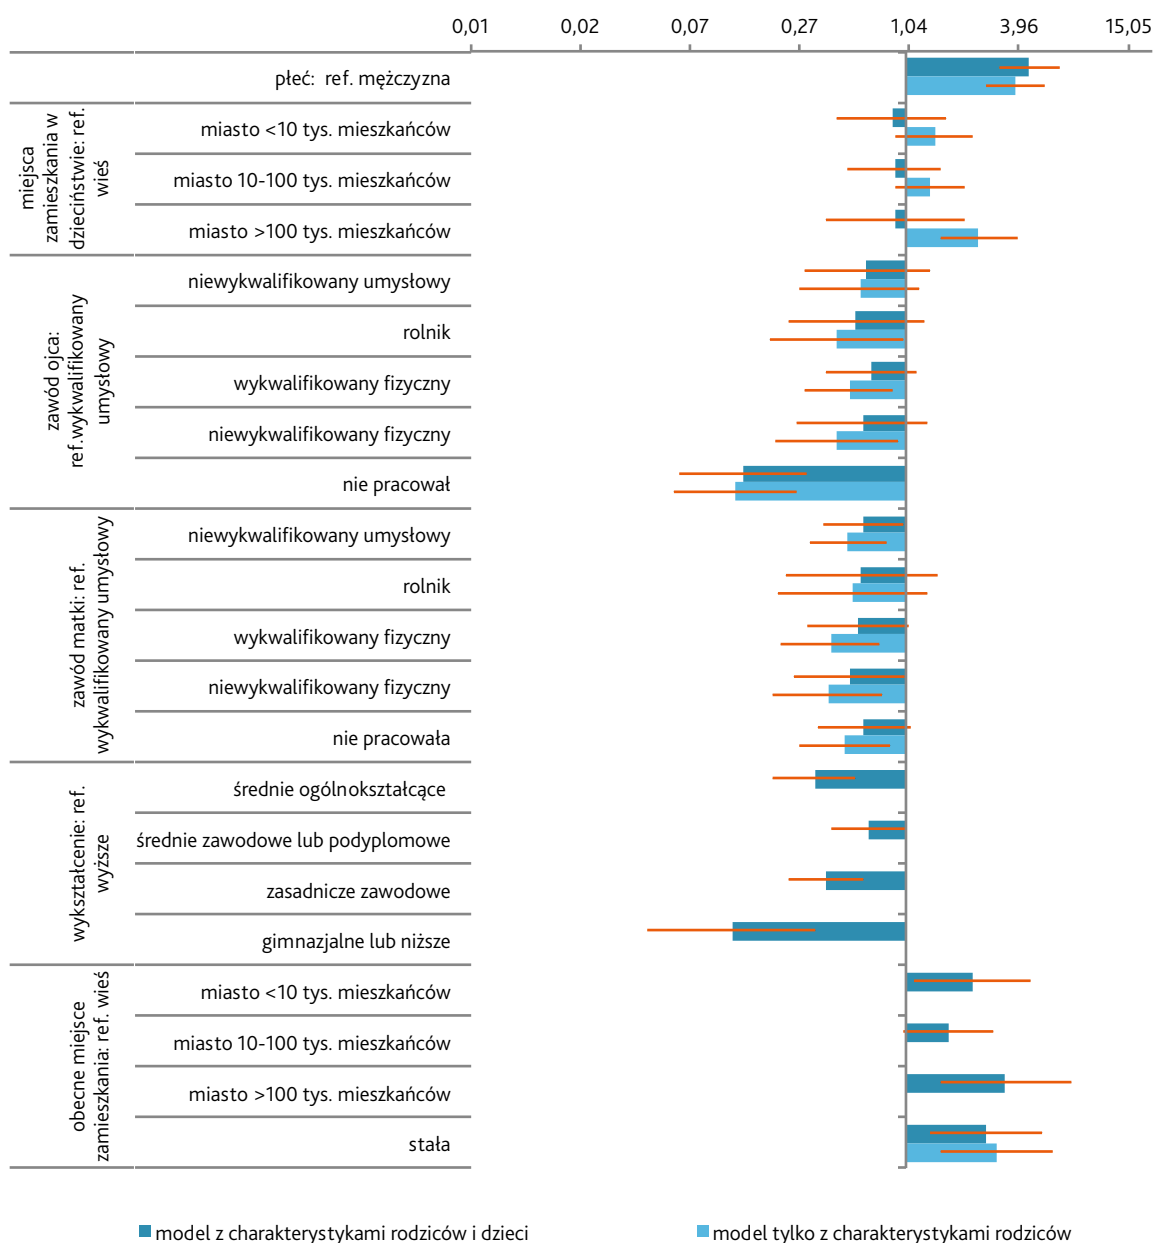 0,01 0,02 0,07 0,27 1,04 3,96 15,05
płeć: ref. mężczyzna
miejsca
zamieszkania w
dzieciństwie: ref.
wieś
miasto <10 tys. mieszkańców
miasto 10-100 tys. mieszkańców
miasto >100 tys. mieszkańców
zawód ojca:
ref.wykwalifikowany
umysłowy
niewykwalifikowany umysłowy
rolnik
wykwalifikowany fizyczny
niewykwalifikowany fizyczny
nie pracował
zawód matki: ref.
wykwalifikowany umysłowy
niewykwalifikowany umysłowy
rolnik
wykwalifikowany fizyczny
niewykwalifikowany fizyczny
nie pracowała
wykształcenie: ref.
wyższe
średnie ogólnokształcące
średnie zawodowe lub podyplomowe
zasadnicze zawodowe
gimnazjalne lub niższe
obecne miejsce
zamieszkania: ref. wieś
miasto <10 tys. mieszkańców
miasto 10-100 tys. mieszkańców
miasto >100 tys. mieszkańców
stała
model z charakterystykami rodziców i dzieci
model tylko z charakterystykami rodziców